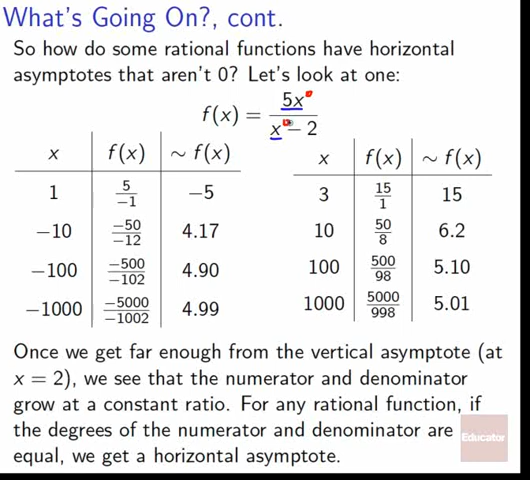 What's Going On?, cont.
So how do some rational functions have horizontal
asymptotes that aren't 0? Let's look at one:
f(x) = 5x / x − 2
x f(x) ~ f(x)
1 5/−1 −5
−10 −50/−12 4.17
−100 −500/−102 4.90
−1000 −5000/−1002 4.99
x f(x) ~ f(x)
3 15/1 15
10 50/8 6.2
100 500/98 5.10
1000 5000/998 5.01
Once we get far enough from the vertical asymptote (at
x = 2), we see that the numerator and denominator
grow at a constant ratio. For any rational function, if
the degrees of the numerator and denominator are
equal, we get a horizontal asymptote.
Educator